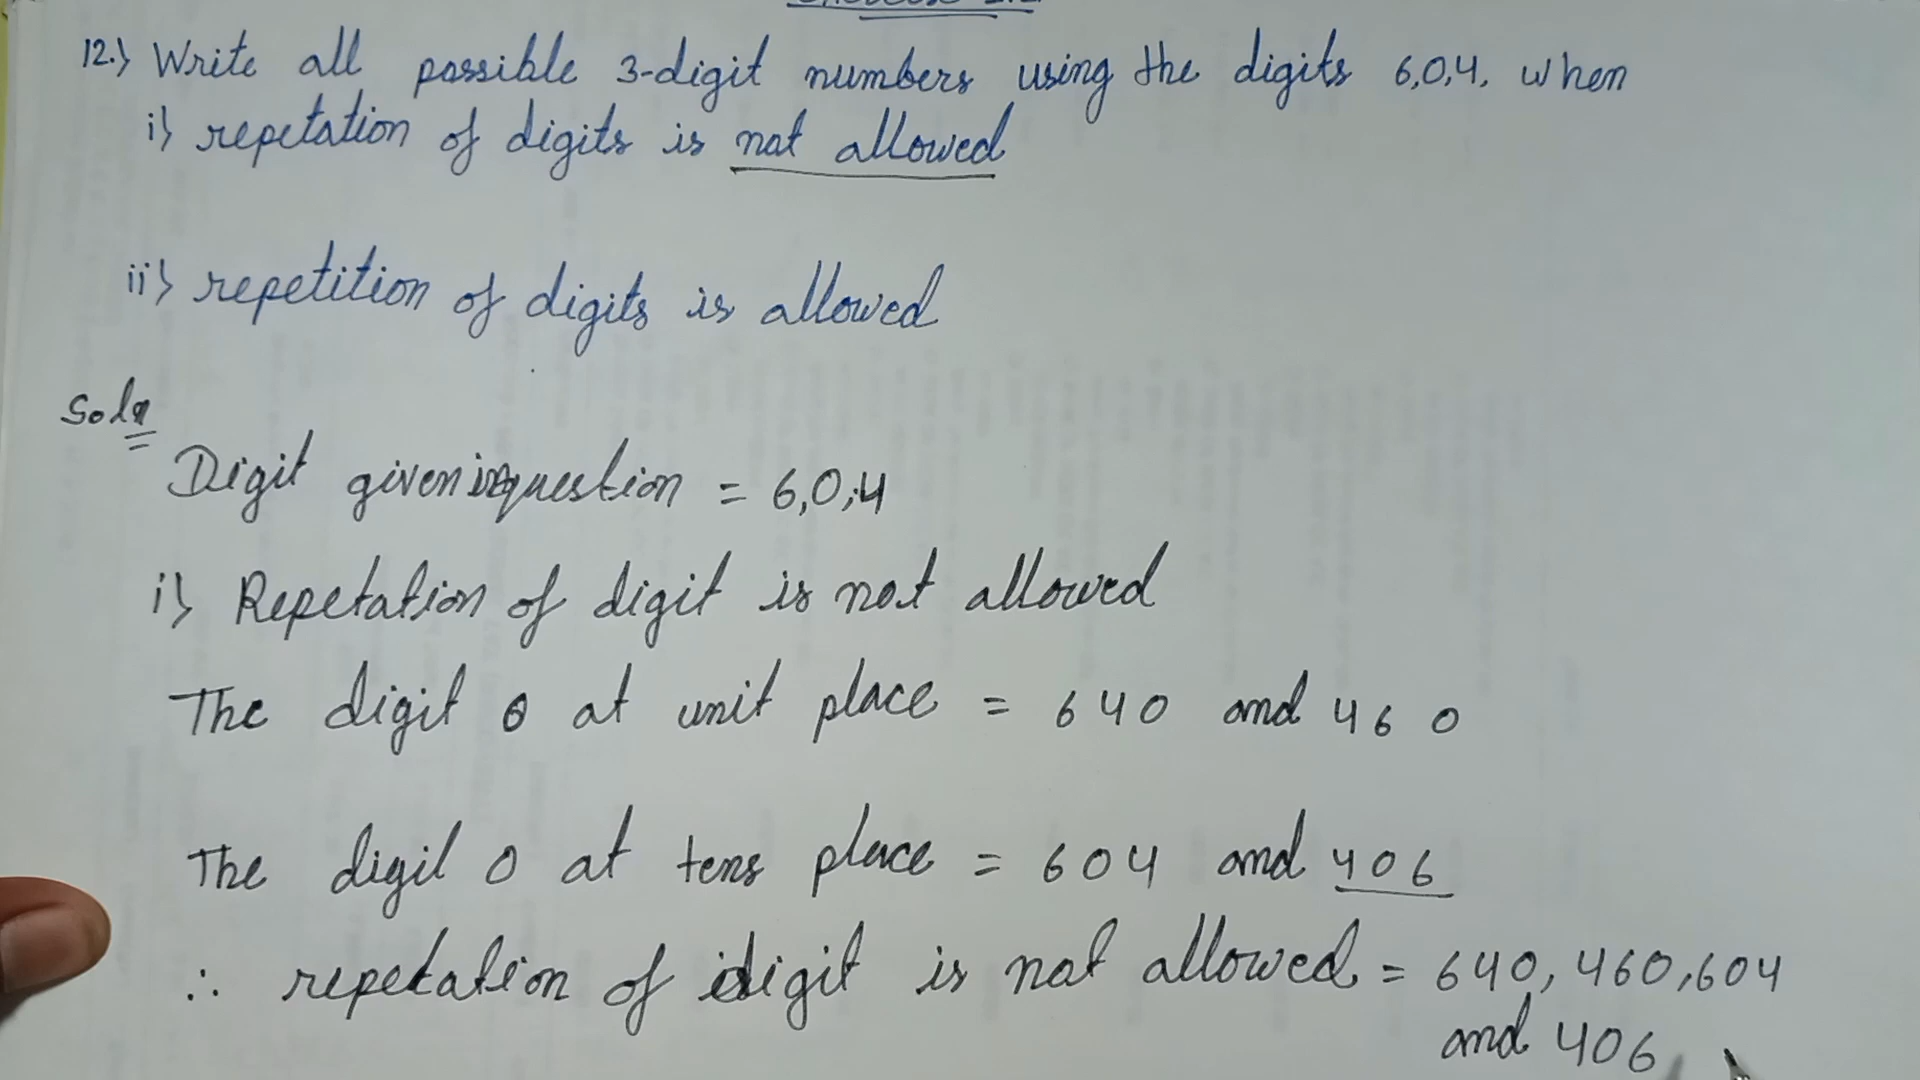 12.) Write all possible 3-digit numbers using the digits 6,0,4, when
i) repetation of digits is not allowed
ii) repetition of digits is allowed
Soln
Digit given in question = 6,0,4
i) Repetation of digit is not allowed
The digit 0 at unit place = 640 and 460
The digit 0 at tens place = 604 and 406
∴ repetation of digit is not allowed = 640, 460, 604
and 406